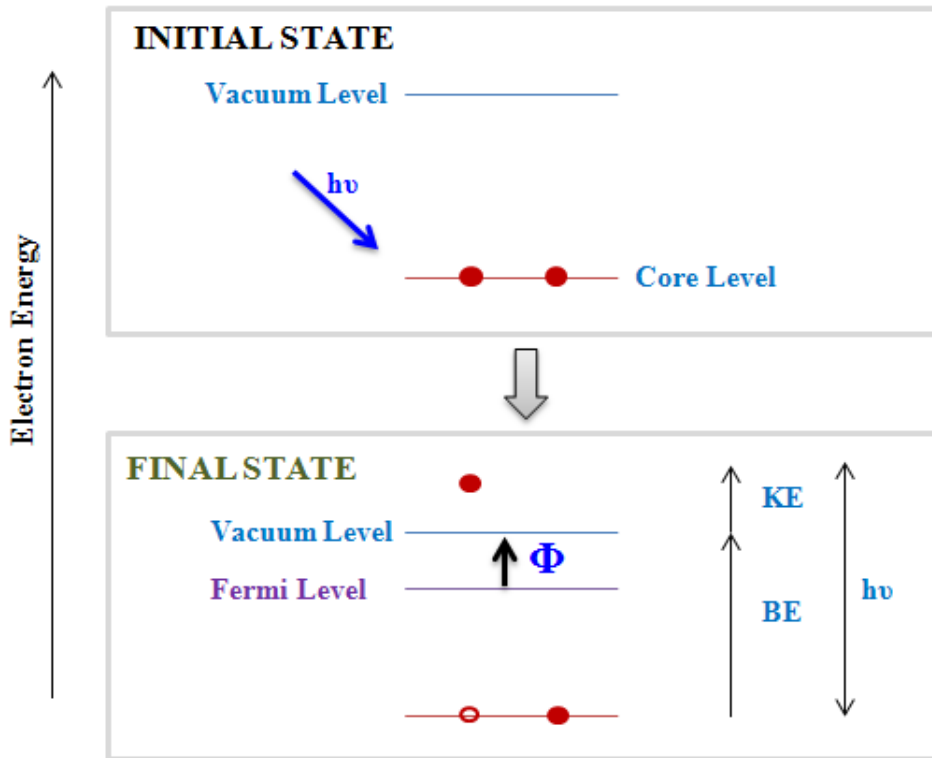 INITIAL STATE
Vacuum Level
hυ
Core Level
Electron Energy
FINAL STATE
KE
Vacuum Level
Φ
Fermi Level
BE
hυ